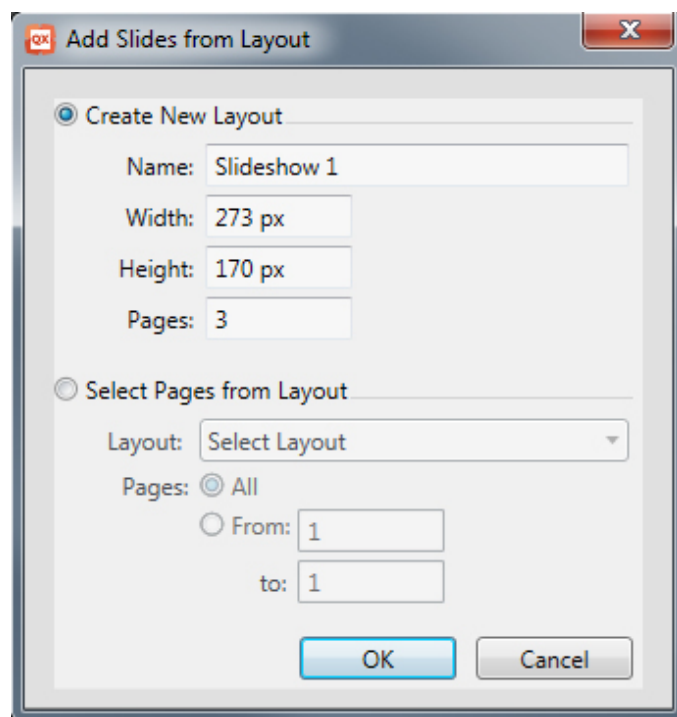 QX Add Slides from Layout
Create New Layout
Name: Slideshow 1
Width: 273 px
Height: 170 px
Pages: 3
Select Pages from Layout
Layout: Select Layout
Pages: All
From: 1
to: 1
OK Cancel